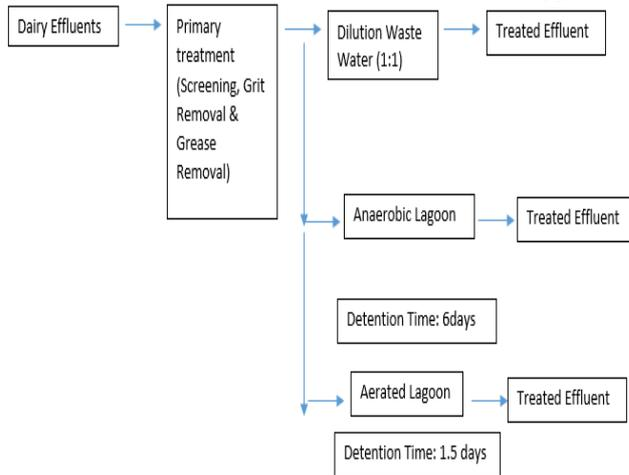 Dairy Effluents
Primary
treatment
(Screening, Grit
Removal &
Grease
Removal)
Dilution Waste
Water (1:1)
Treated Effluent
Anaerobic Lagoon
Treated Effluent
Detention Time: 6days
Aerated Lagoon
Treated Effluent
Detention Time: 1.5 days